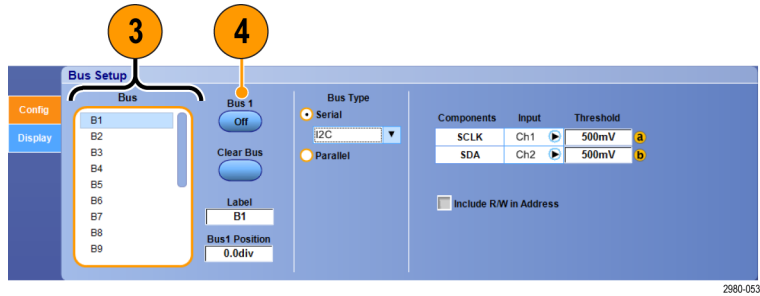 3
4
Bus Setup
Config
Display
Bus
B1
B2
B3
B4
B5
B6
B7
B8
B9
Bus 1
Off
Clear Bus
Label
B1
Bus1 Position
0.0div
Bus Type
Serial
I2C
Parallel
Components Input Threshold
SCLK Ch1 500mV a
SDA Ch2 500mV b
Include R/W in Address
2980-053